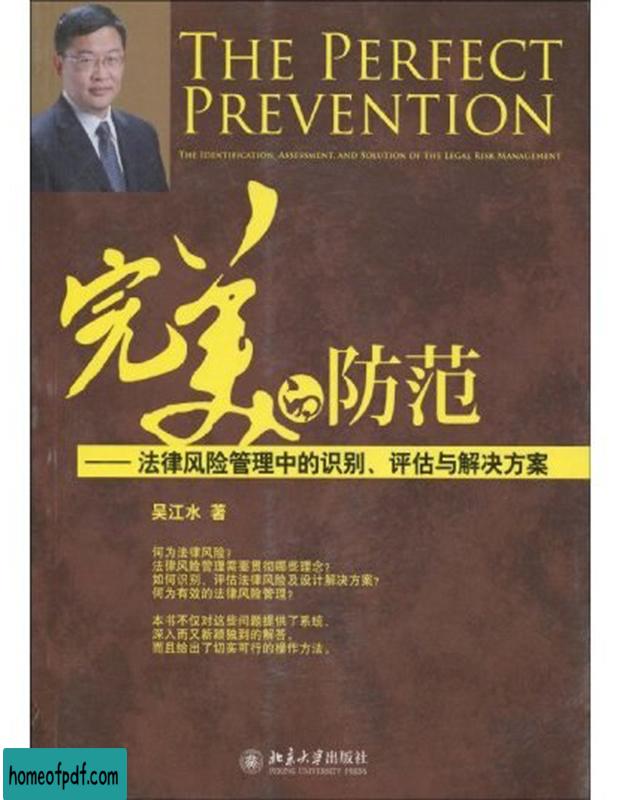 THE PERFECT
PREVENTION
THE IDENTIFICATION, ASSESSMENT, AND SOLUTION OF THE LEGAL RISK MANAGEMENT
完美的防范
——法律风险管理中的识别、评估与解决方案
吴江水 著
何为法律风险?
法律风险管理需要贯彻哪些理念?
如何识别、评估法律风险及设计解决方案?
何为有效的法律风险管理?
本书不仅对这些问题提供了系统、
深入而又新颖独到的解答,
而且给出了切实可行的操作方法。
北京大学出版社
PEKING UNIVERSITY PRESS
homeofpdf.com